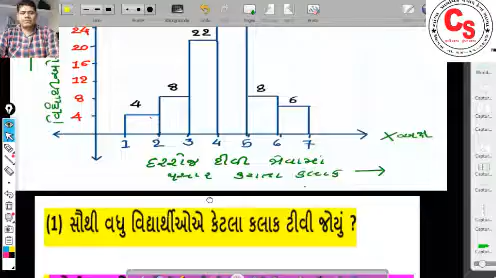 24
22
20
16
12
8
8
8
4
4
6
1 2 3 4 5 6 7
X અક્ષ
દરરોજ ટીવી જોવામાં
પસાર કરાતા કલાક
(1) સૌથી વધુ વિદ્યાર્થીઓએ કેટલા કલાક ટીવી જોયું ?
CS